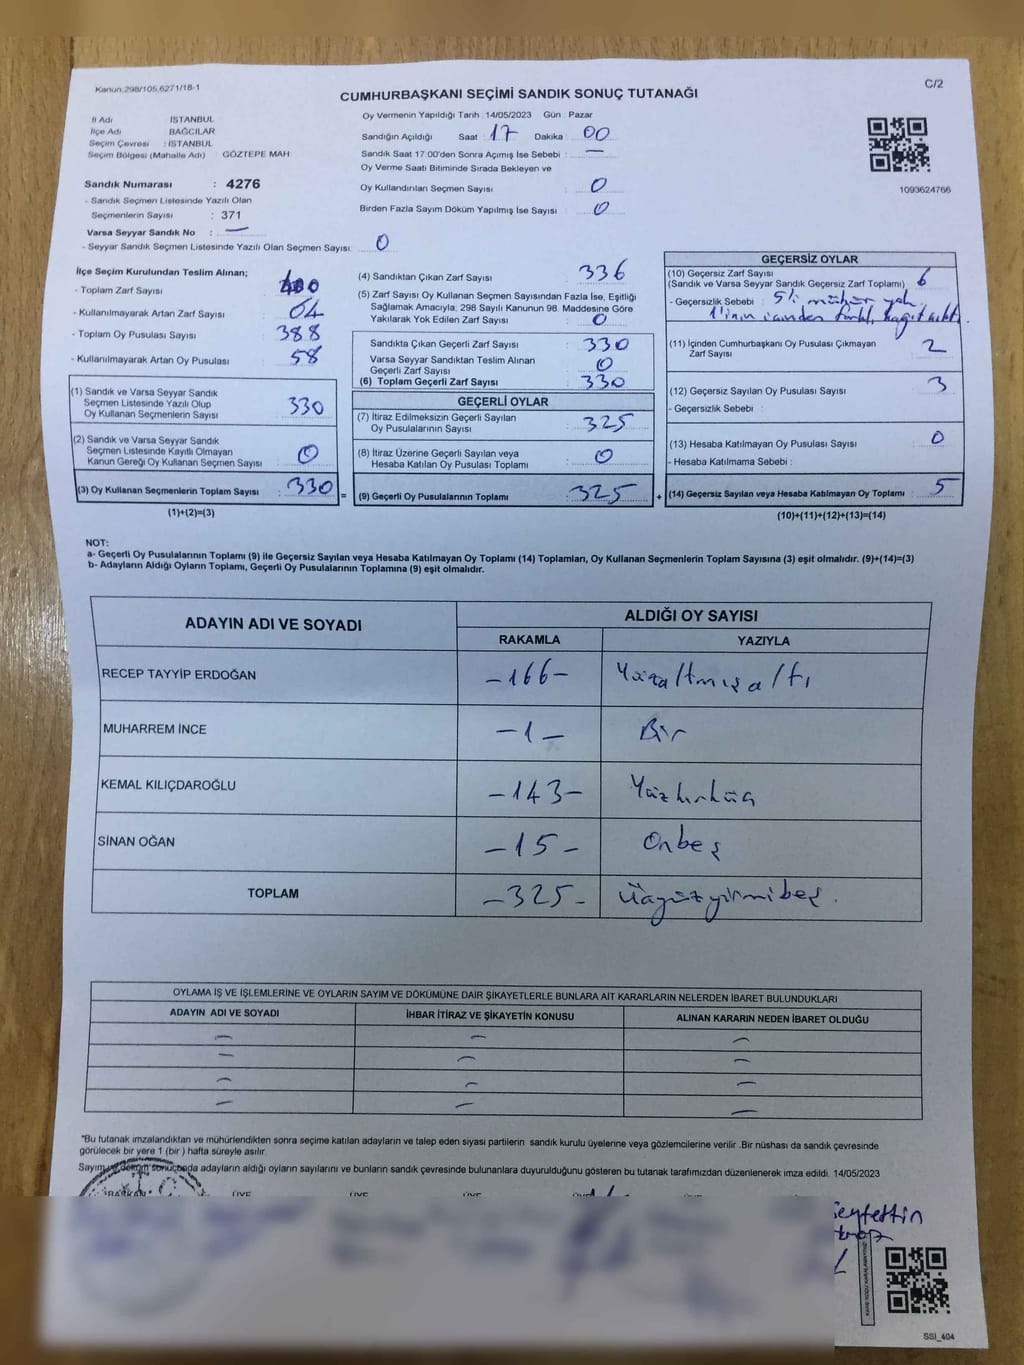 Kanun:298/105,6271/18-1
C/2
CUMHURBAŞKANI SEÇİMİ SANDIK SONUÇ TUTANAĞI
İl Adı : İSTANBUL
İlçe Adı : BAĞCILAR
Seçim Çevresi : İSTANBUL
Seçim Bölgesi (Mahalle Adı) : GÖZTEPE MAH
Sandık Numarası : 4276
- Sandık Seçmen Listesinde Yazılı Olan
Seçmenlerin Sayısı : 371
Varsa Seyyar Sandık No : —
- Seyyar Sandık Seçmen Listesinde Yazılı Olan Seçmen Sayısı: 0
Oy Vermenin Yapıldığı Tarih 14/05/2023 Gün : Pazar
Sandığın Açıldığı Saat : 17 Dakika : 00
Sandık Saat 17:00'den Sonra Açımış İse Sebebi : —
Oy Verme Saati Bitiminde Sırada Bekleyen ve
Oy Kullandırılan Seçmen Sayısı : 0
Birden Fazla Sayım Döküm Yapılmış İse Sayısı : 0
1093624766
İlçe Seçim Kurulundan Teslim Alınan;
- Toplam Zarf Sayısı : 400
- Kullanılmayarak Artan Zarf Sayısı : 64
- Toplam Oy Pusulası Sayısı : 388
- Kullanılmayarak Artan Oy Pusulası : 58
(1) Sandık ve Varsa Seyyar Sandık
Seçmen Listesinde Yazılı Olup
Oy Kullanan Seçmenlerin Sayısı : 330
(2) Sandık ve Varsa Seyyar Sandık
Seçmen Listesinde Kayıtlı Olmayan
Kanun Gereği Oy Kullanan Seçmen Sayısı : 0
(3) Oy Kullanan Seçmenlerin Toplam Sayısı : 330
(1)+(2)=(3)
(4) Sandıktan Çıkan Zarf Sayısı : 336
(5) Zarf Sayısı Oy Kullanan Seçmen Sayısından Fazla İse, Eşitliği
Sağlamak Amacıyla; 298 Sayılı Kanunun 98. Maddesine Göre
Yakılarak Yok Edilen Zarf Sayısı : 0
Sandıkta Çıkan Geçerli Zarf Sayısı : 330
Varsa Seyyar Sandıktan Teslim Alınan
Geçerli Zarf Sayısı : 0
(6) Toplam Geçerli Zarf Sayısı : 330
GEÇERLİ OYLAR
(7) İtiraz Edilmeksizin Geçerli Sayılan
Oy Pusulalarının Sayısı : 325
(8) İtiraz Üzerine Geçerli Sayılan veya
Hesaba Katılan Oy Pusulası Toplamı : 0
= (9) Geçerli Oy Pusulalarının Toplamı : 325 +
GEÇERSİZ OYLAR
(10) Geçersiz Zarf Sayısı
(Sandık ve Varsa Seyyar Sandık Geçersiz Zarf Toplamı) : 6
- Geçersizlik Sebebi : 5'i mühür yok,
1'inin içinden farklı kağıt çıktı.
(11) İçinden Cumhurbaşkanı Oy Pusulası Çıkmayan
Zarf Sayısı : 2
(12) Geçersiz Sayılan Oy Pusulası Sayısı : 3
- Geçersizlik Sebebi :
(13) Hesaba Katılmayan Oy Pusulası Sayısı : 0
- Hesaba Katılmama Sebebi :
(14) Geçersiz Sayılan veya Hesaba Katılmayan Oy Toplamı : 5
(10)+(11)+(12)+(13)=(14)
NOT:
a- Geçerli Oy Pusulalarının Toplamı (9) ile Geçersiz Sayılan veya Hesaba Katılmayan Oy Toplamı (14) Toplamları, Oy Kullanan Seçmenlerin Toplam Sayısına (3) eşit olmalıdır. (9)+(14)=(3)
b- Adayların Aldığı Oyların Toplamı, Geçerli Oy Pusulalarının Toplamına (9) eşit olmalıdır.
ADAYIN ADI VE SOYADI
ALDIĞI OY SAYISI
RAKAMLA YAZIYLA
RECEP TAYYİP ERDOĞAN -166- Yüzaltmışaltı
MUHARREM İNCE -1- Bir
KEMAL KILIÇDAROĞLU -143- Yüzkırküç
SİNAN OĞAN -15- Onbeş
TOPLAM -325- Üçyüzyirmibeş.
OYLAMA İŞ VE İŞLEMLERİNE VE OYLARIN SAYIM VE DÖKÜMÜNE DAİR ŞİKAYETLERLE BUNLARA AİT KARARLARIN NELERDEN İBARET BULUNDUKLARI
ADAYIN ADI VE SOYADI İHBAR İTİRAZ VE ŞİKAYETİN KONUSU ALINAN KARARIN NEDEN İBARET OLDUĞU
— — —
— — —
— — —
— — —
*Bu tutanak imzalandıktan ve mühürlendikten sonra seçime katılan adayların ve talep eden siyasi partilerin sandık kurulu üyelerine veya gözlemcilerine verilir .Bir nüshası da sandık çevresinde
görülecek bir yere 1 (bir ) hafta süreyle asılır.
Sayım ve döküm sonucunda adayların aldığı oyların sayılarını ve bunların sandık çevresinde bulunanlara duyurulduğunu gösteren bu tutanak tarafımızdan düzenlenerek imza edildi. 14/05/2023
BAŞKAN ÜYE ÜYE ÜYE
Seyfettin
SSI_404